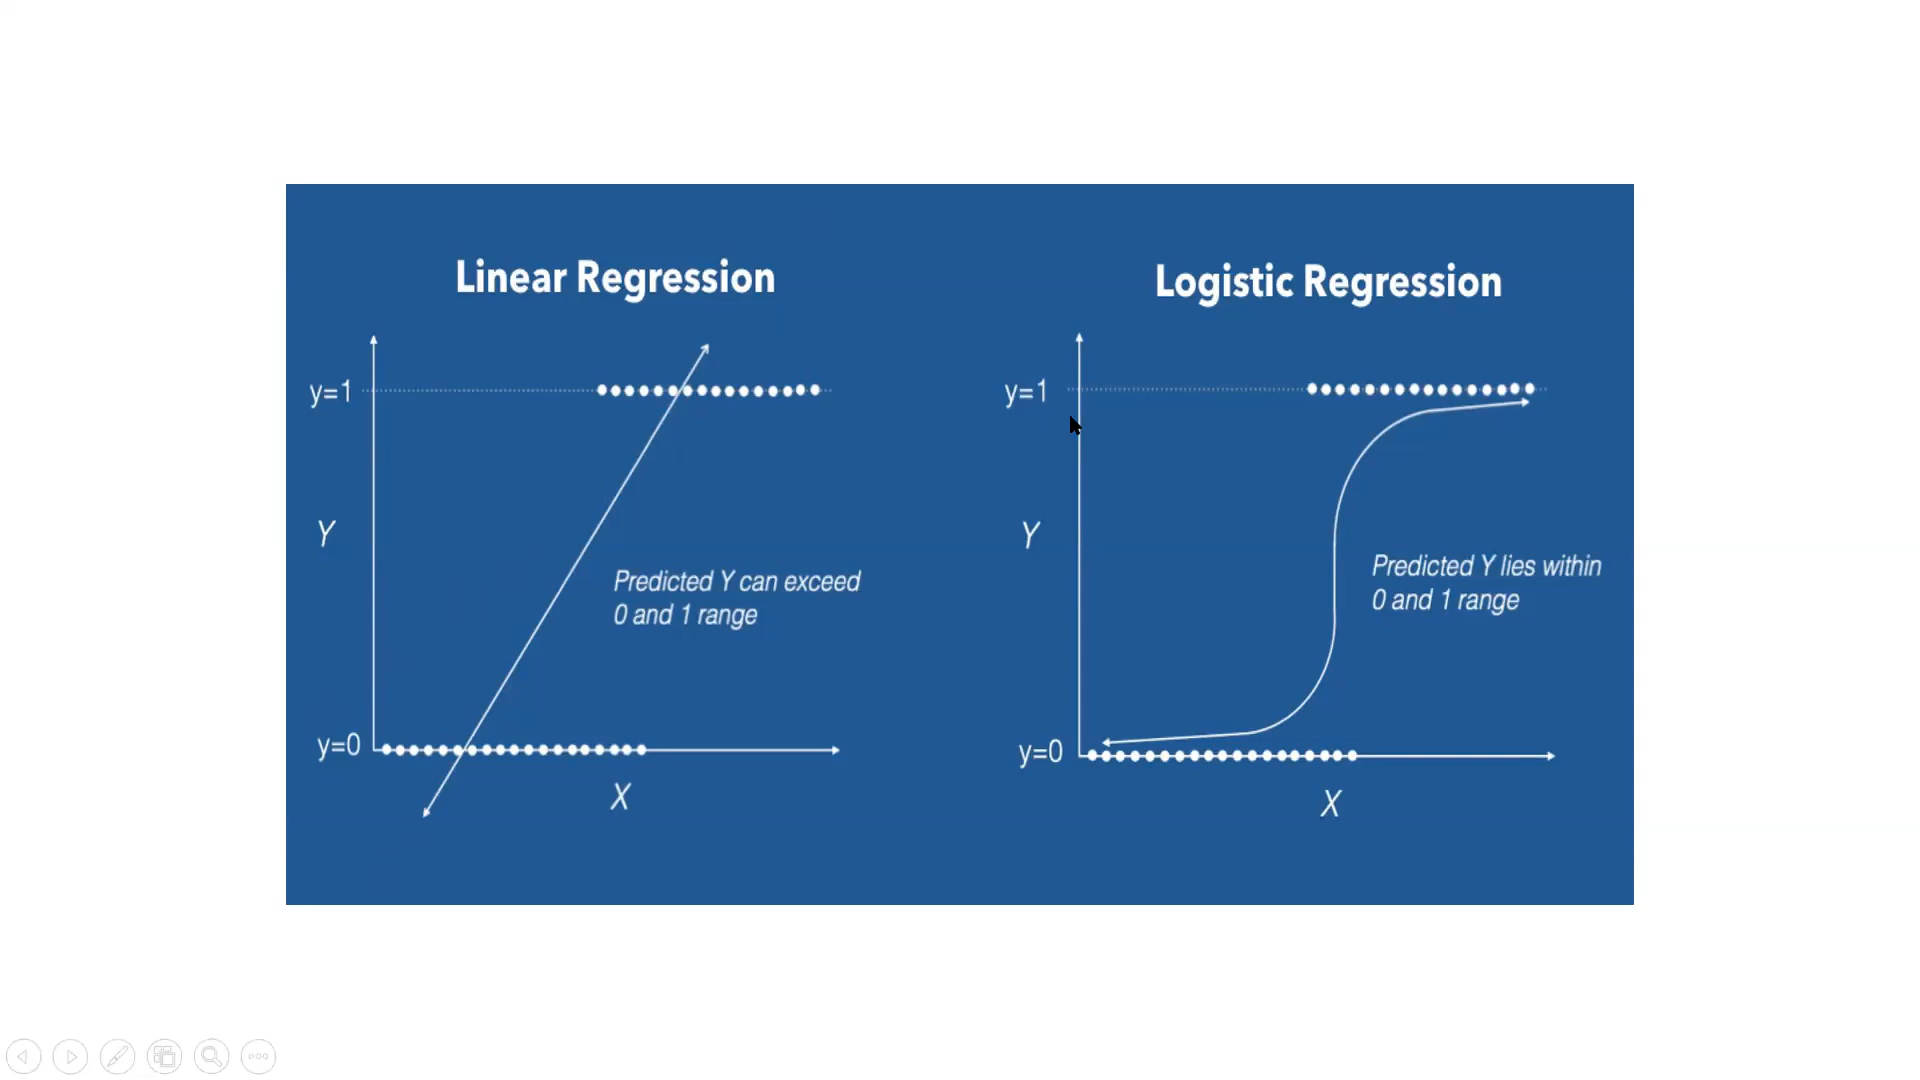 Linear Regression
y=1
Y
Predicted Y can exceed
0 and 1 range
y=0
X
Logistic Regression
y=1
Y
Predicted Y lies within
0 and 1 range
y=0
X